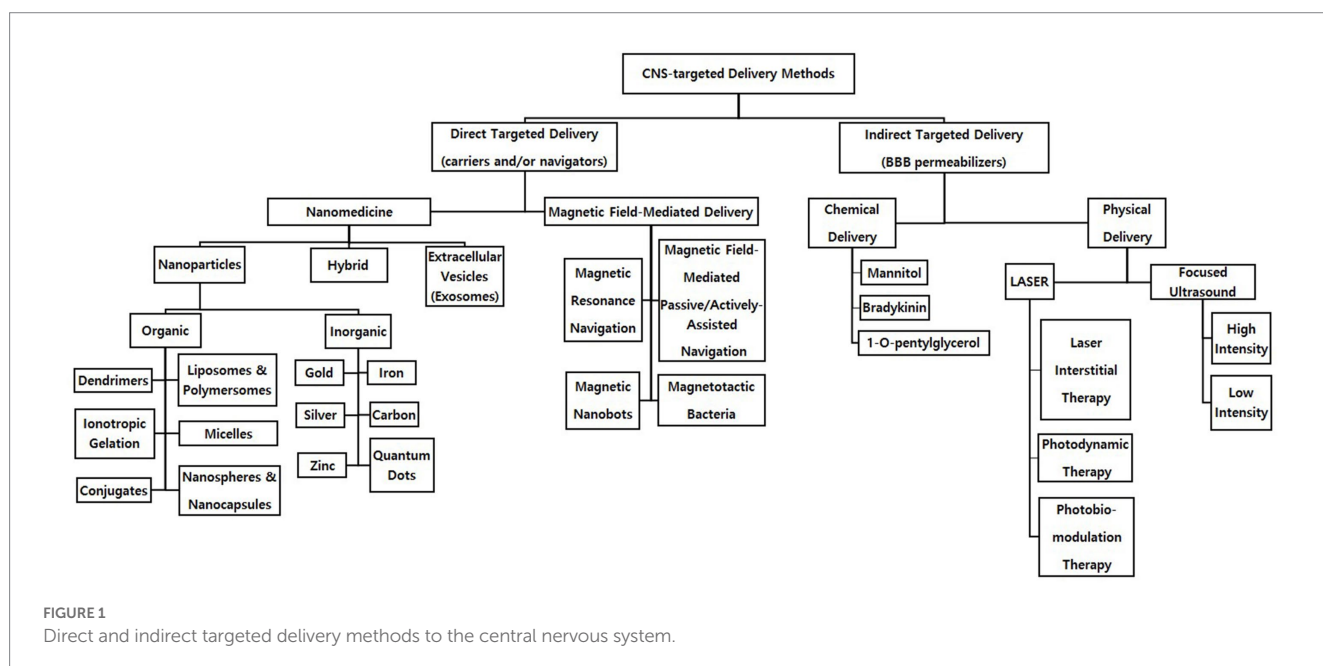 CNS-targeted Delivery Methods
Direct Targeted Delivery
(carriers and/or navigators)
Indirect Targeted Delivery
(BBB permeabilizers)
Nanomedicine
Magnetic Field-Mediated Delivery
Chemical
Delivery
Physical
Delivery
Nanoparticles
Hybrid
Extracellular
Vesicles
(Exosomes)
Magnetic
Resonance
Navigation
Magnetic Field-
Mediated
Passive/Actively-
Assisted
Navigation
Mannitol
Bradykinin
1-O-pentylglycerol
LASER
Focused
Ultrasound
Organic
Inorganic
Dendrimers
Liposomes &
Polymersomes
Ionotropic
Gelation
Micelles
Conjugates
Nanospheres &
Nanocapsules
Gold
Iron
Silver
Carbon
Zinc
Quantum
Dots
Magnetic
Nanobots
Magnetotactic
Bacteria
Laser
Interstitial
Therapy
Photodynamic
Therapy
Photobio-
modulation
Therapy
High
Intensity
Low
Intensity
FIGURE 1
Direct and indirect targeted delivery methods to the central nervous system.